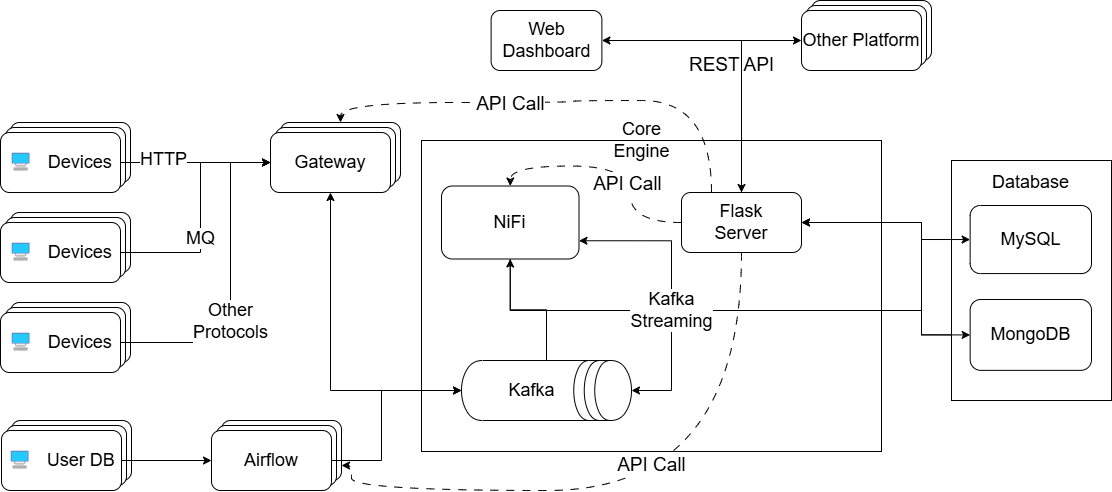 Web
Dashboard
Other Platform
REST API
API Call
Core
Engine
Devices
HTTP
Gateway
API Call
Database
NiFi
Flask
Server
MySQL
Devices
MQ
Kafka
Streaming
Other
Protocols
Devices
MongoDB
Kafka
User DB
Airflow
API Call